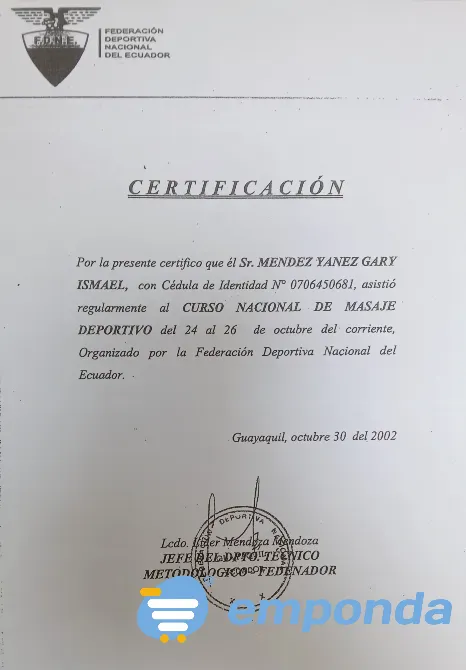 F.D.N.E.
FEDERACIÓN
DEPORTIVA
NACIONAL
DEL ECUADOR
CERTIFICACIÓN
Por la presente certifico que él Sr. MENDEZ YANEZ GARY
ISMAEL, con Cédula de Identidad Nº 0706450681, asistió
regularmente al CURSO NACIONAL DE MASAJE
DEPORTIVO del 24 al 26 de octubre del corriente,
Organizado por la Federación Deportiva Nacional del
Ecuador.
Guayaquil, octubre 30 del 2002
Lcdo. Mendoza Mendoza
JEFE DEL DPTO. TÉCNICO
METODOLOGICO - FEDENADOR
DEPORTIVA
emponda